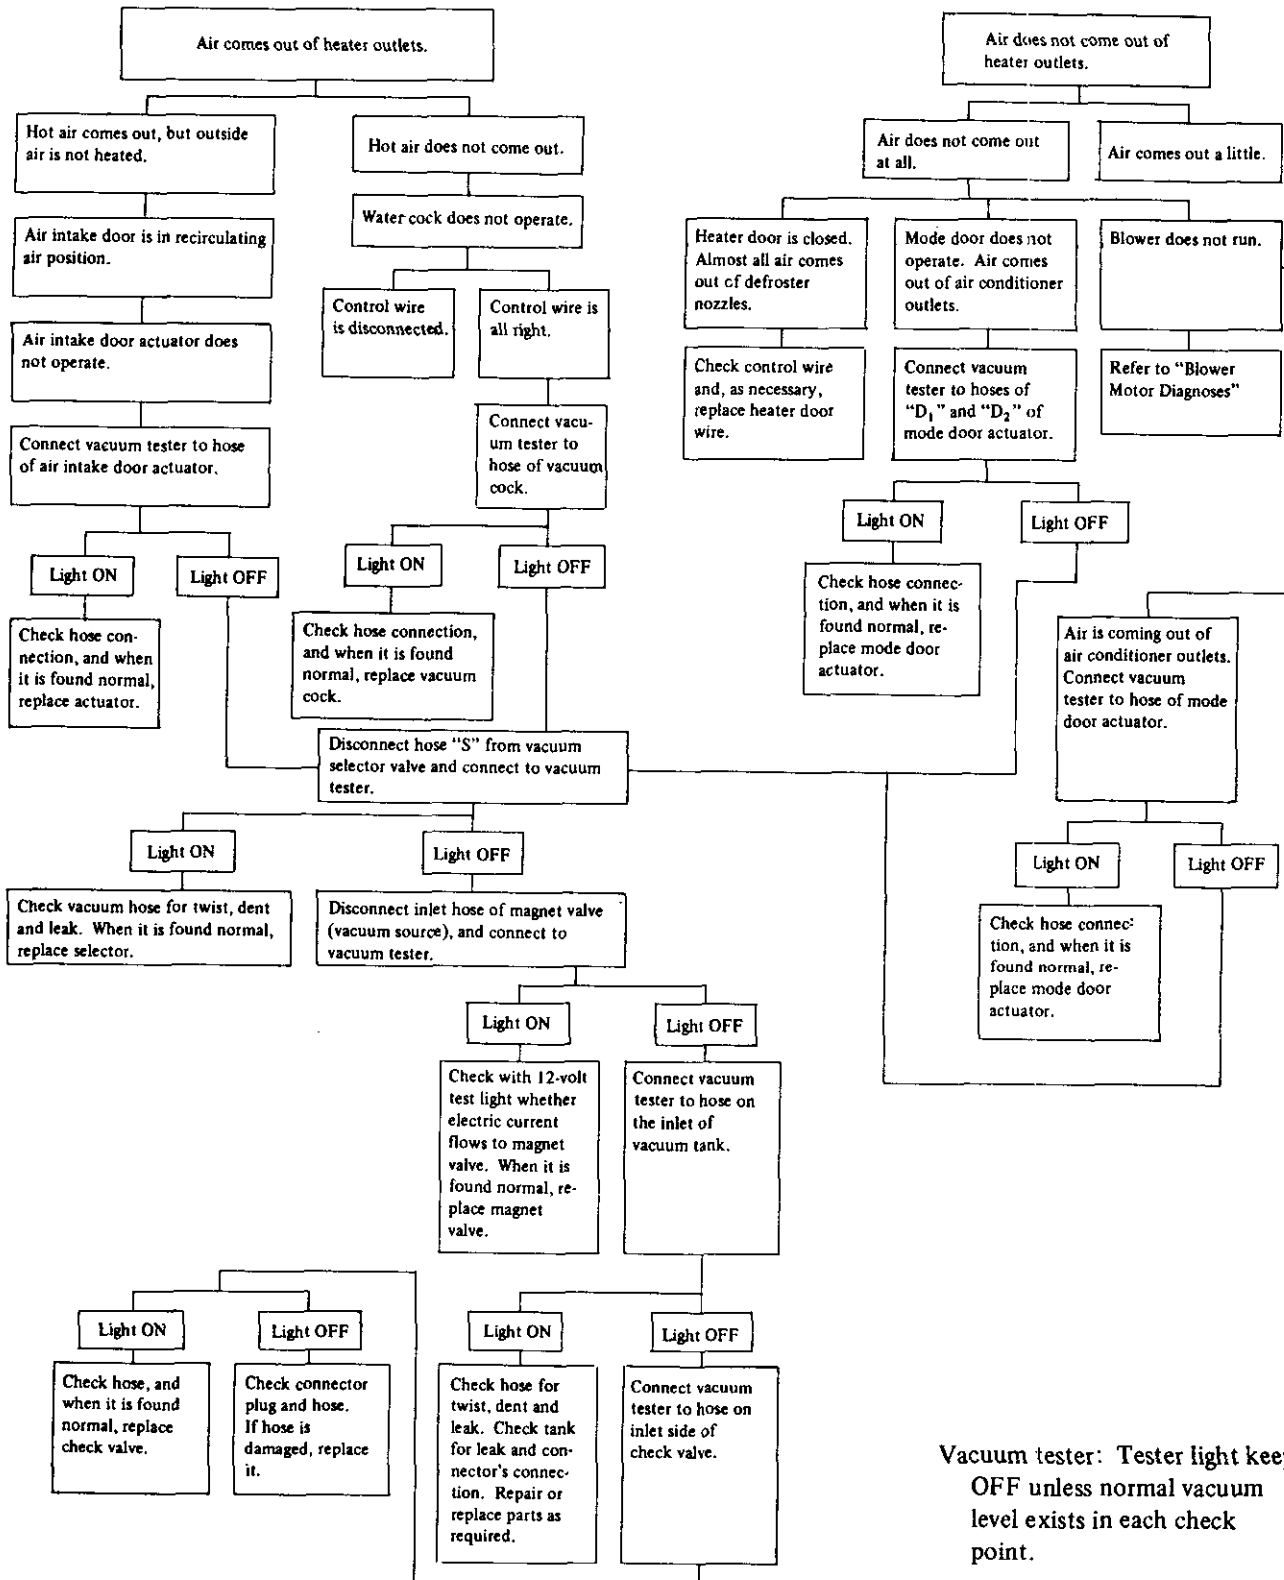 Air comes out of heater outlets.
Hot air comes out, but outside
air is not heated.
Air intake door is in recirculating
air position.
Air intake door actuator does
not operate.
Connect vacuum tester to hose
of air intake door actuator.
Light ON
Check hose con-
nection, and when
it is found normal,
replace actuator.
Light OFF
Hot air does not come out.
Water cock does not operate.
Control wire
is disconnected.
Control wire is
all right.
Connect vacu-
um tester to
hose of vacuum
cock.
Light ON
Check hose connection,
and when it is found
normal, replace vacuum
cock.
Light OFF
Disconnect hose "S" from vacuum
selector valve and connect to vacuum
tester.
Light ON
Check vacuum hose for twist, dent
and leak. When it is found normal,
replace selector.
Light OFF
Disconnect inlet hose of magnet valve
(vacuum source), and connect to
vacuum tester.
Light ON
Check with 12-volt
test light whether
electric current
flows to magnet
valve. When it is
found normal, re-
place magnet
valve.
Light OFF
Connect vacuum
tester to hose on
the inlet of
vacuum tank.
Light ON
Check hose for
twist, dent and
leak. Check tank
for leak and con-
nector's connec-
tion. Repair or
replace parts as
required.
Light OFF
Connect vacuum
tester to hose on
inlet side of
check valve.
Light ON
Check hose, and
when it is found
normal, replace
check valve.
Light OFF
Check connector
plug and hose.
If hose is
damaged, replace
it.
Air does not come out of
heater outlets.
Air does not come out
at all.
Air comes out a little.
Heater door is closed.
Almost all air comes
out of defroster
nozzles.
Check control wire
and, as necessary,
replace heater door
wire.
Mode door does not
operate. Air comes
out of air conditioner
outlets.
Connect vacuum
tester to hoses of
"D₁" and "D₂" of
mode door actuator.
Blower does not run.
Refer to "Blower
Motor Diagnoses"
Light ON
Check hose connec-
tion, and when it is
found normal, re-
place mode door
actuator.
Light OFF
Air is coming out of
air conditioner outlets.
Connect vacuum
tester to hose of mode
door actuator.
Light ON
Check hose connec-
tion, and when it is
found normal, re-
place mode door
actuator.
Light OFF
Vacuum tester: Tester light kee
OFF unless normal vacuum
level exists in each check
point.